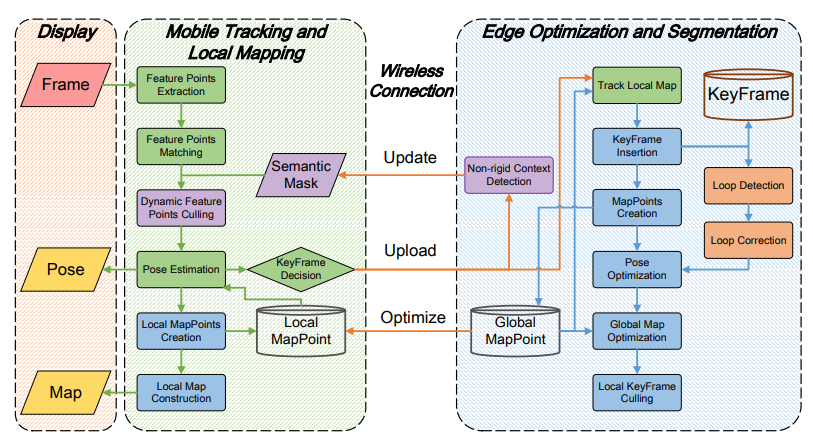 Display
Mobile Tracking and
Local Mapping
Wireless
Connection
Edge Optimization and Segmentation
Frame
Feature Points
Extraction
Feature Points
Matching
Semantic
Mask
Dynamic Feature
Points Culling
Pose
Pose Estimation
KeyFrame
Decision
Local MapPoints
Creation
Local
MapPoint
Map
Local Map
Construction
Update
Upload
Optimize
Non-rigid Context
Detection
Global
MapPoint
Track Local Map
KeyFrame
Insertion
MapPoints
Creation
Pose
Optimization
Global Map
Optimization
Local KeyFrame
Culling
KeyFrame
Loop Detection
Loop Correction